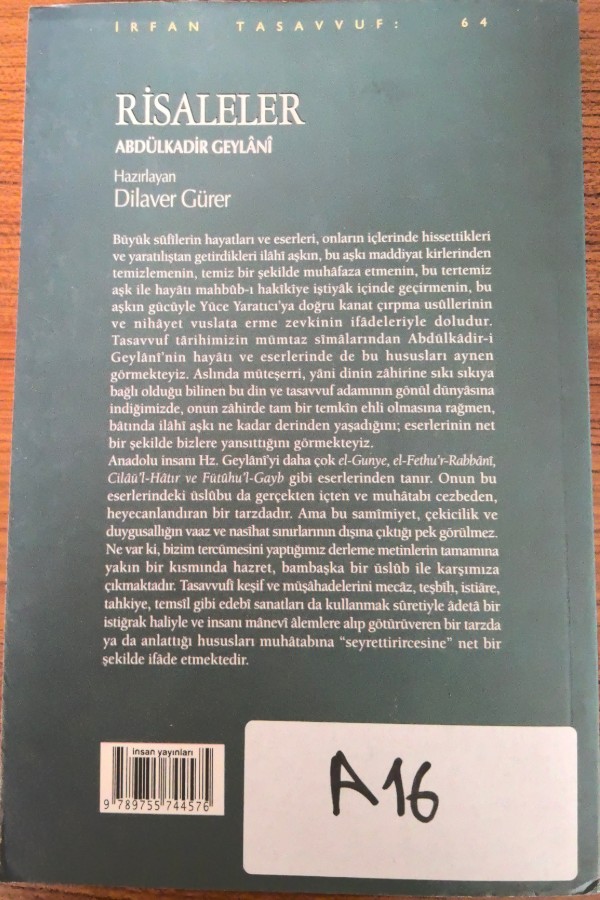 İRFAN TASAVVUF: 64
RİSALELER
ABDÜLKADİR GEYLÂNÎ
Hazırlayan
Dilaver Gürer
Büyük sûfîlerin hayatları ve eserleri, onların içlerinde hissettikleri
ve yaratılıştan getirdikleri ilâhî aşkın, bu aşkı maddiyat kirlerinden
temizlemenin, temiz bir şekilde muhâfaza etmenin, bu tertemiz
aşk ile hayâtı mahbûb-ı hakîkîye iştiyâk içinde geçirmenin, bu
aşkın gücüyle Yüce Yaratıcı'ya doğru kanat çırpma usûllerinin
ve nihâyet vuslata erme zevkinin ifâdeleriyle doludur.
Tasavvuf târihimizin mümtaz sîmâlarından Abdülkâdir-i
Geylânî'nin hayâtı ve eserlerinde de bu hususları aynen
görmekteyiz. Aslında müteşerri, yâni dinin zâhirine sıkı sıkıya
bağlı olduğu bilinen bu din ve tasavvuf adamının gönül dünyâsına
indiğimizde, onun zâhirde tam bir temkîn ehli olmasına rağmen,
bâtında ilâhî aşkı ne kadar derinden yaşadığını; eserlerinin net
bir şekilde bizlere yansıttığını görmekteyiz.
Anadolu insanı Hz. Geylânî'yi daha çok el-Gunye, el-Fethu'r-Rabbânî,
Cilâü'l-Hâtır ve Fütûhu'l-Gayb gibi eserlerinden tanır. Onun bu
eserlerindeki üslûbu da gerçekten içten ve muhâtabı cezbeden,
heyecanlandıran bir tarzdadır. Ama bu samîmiyet, çekicilik ve
duygusallığın vaaz ve nasîhat sınırlarının dışına çıktığı pek görülmez.
Ne var ki, bizim tercümesini yaptığımız derleme metinlerin tamamına
yakın bir kısmında hazret, bambaşka bir üslûb ile karşımıza
çıkmaktadır. Tasavvufî keşif ve müşâhadelerini mecâz, teşbîh, istiâre,
tahkiye, temsîl gibi edebî sanatları da kullanmak sûretiyle âdetâ bir
istiğrak haliyle ve insanı mânevî âlemlere alıp götürüveren bir tarzda
ya da anlattığı hususları muhâtabına "seyrettirircesine" net bir
şekilde ifâde etmektedir.
insan yayınları
9 789755 744576
A16